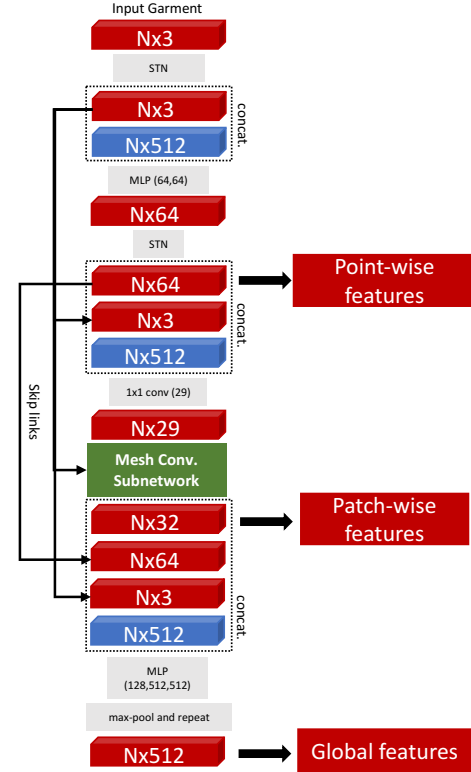 Input Garment
Nx3
STN
Nx3
Nx512
concat.
MLP (64,64)
Nx64
STN
Nx64
Nx3
Nx512
concat.
Point-wise
features
1x1 conv (29)
Skip links
Nx29
Mesh Conv.
Subnetwork
Nx32
Nx64
Nx3
Nx512
concat.
Patch-wise
features
MLP
(128,512,512)
max-pool and repeat
Nx512
Global features